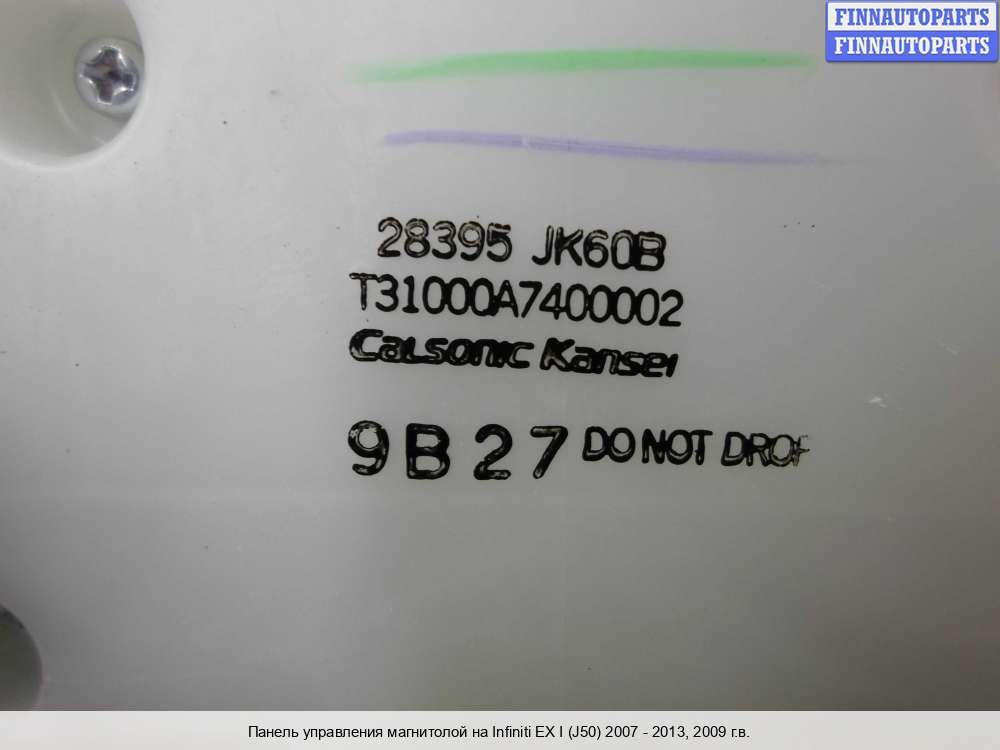 FINNAUTOPARTS
FINNAUTOPARTS
28395 JK60B
T31000A7400002
Calsonic Kansei
9B27 DO NOT DROP
Панель управления магнитолой на Infiniti EX I (J50) 2007 - 2013, 2009 г.в.